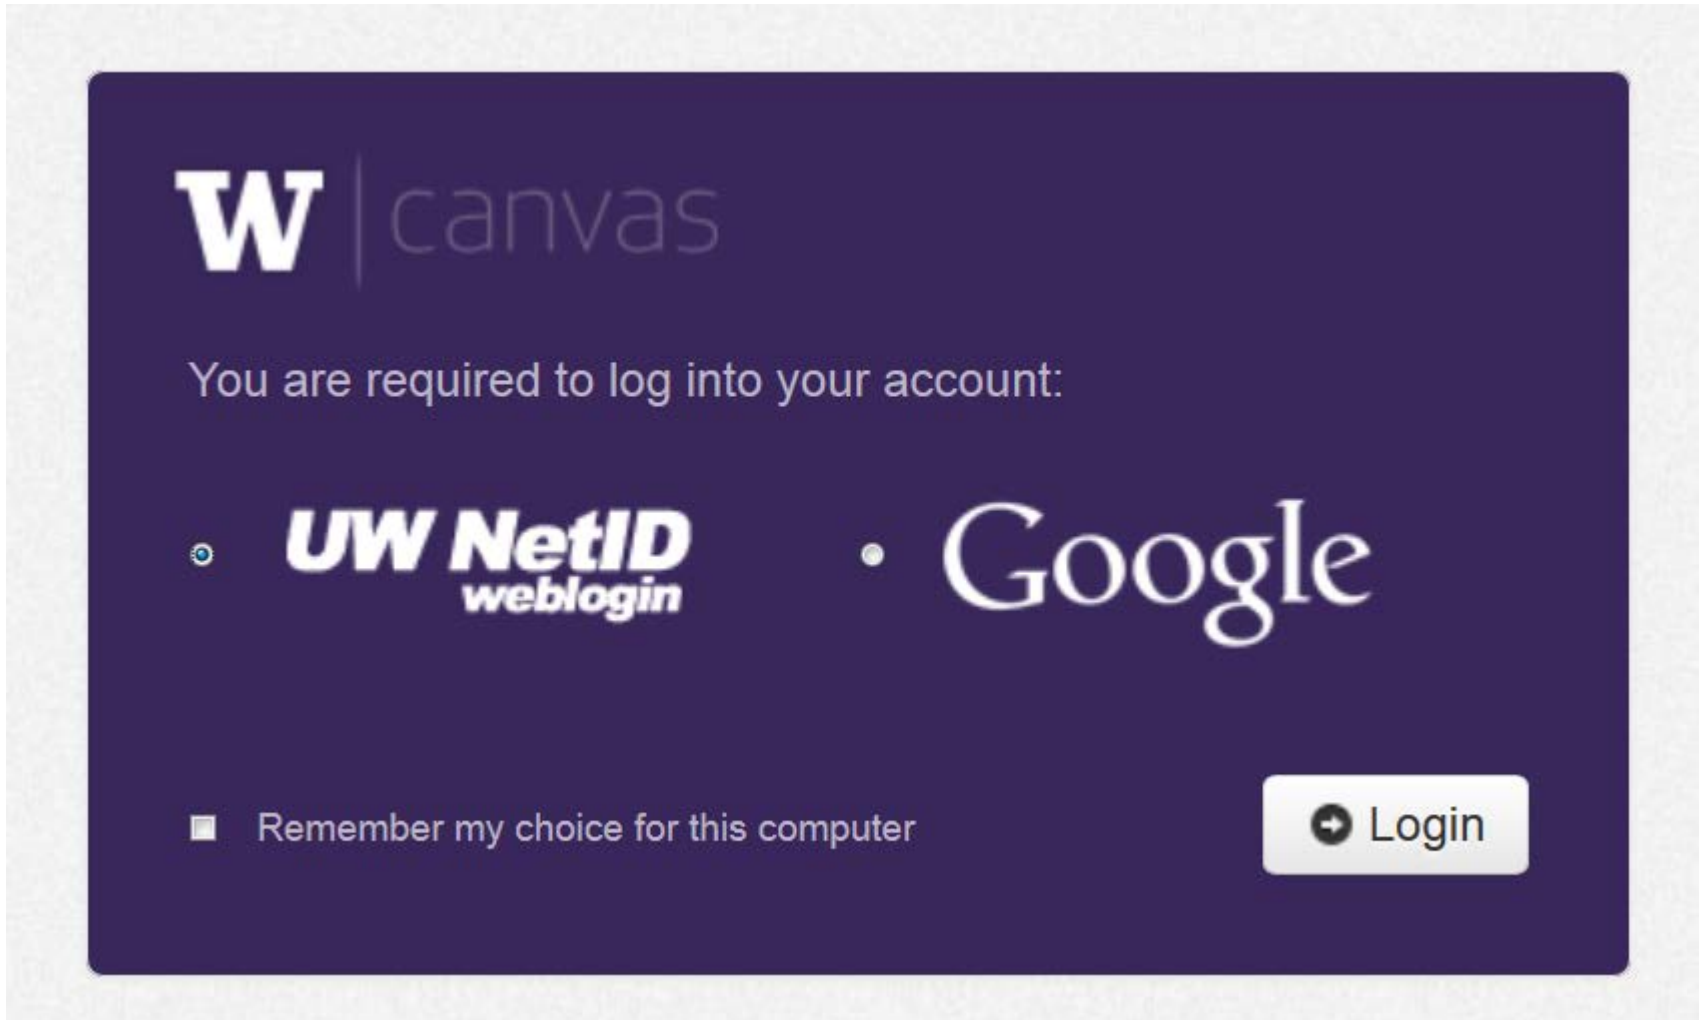 W | canvas
You are required to log into your account:
UW NetID
weblogin
Google
Remember my choice for this computer
Login